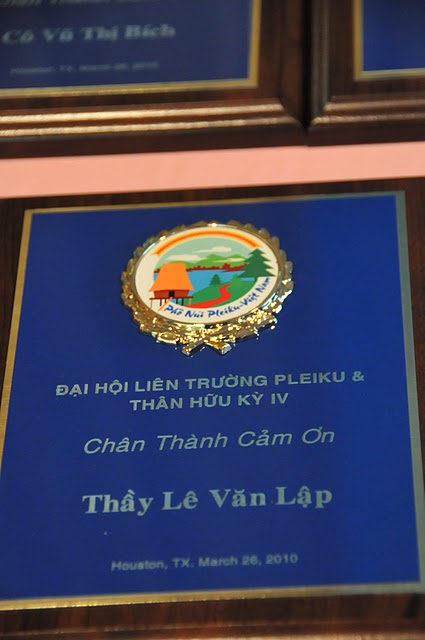 Cô Vũ Thị Bích
Houston, TX. March 26, 2010
Phố Núi Pleiku-Việt Nam
ĐẠI HỘI LIÊN TRƯỜNG PLEIKU &
THÂN HỮU KỲ IV
Chân Thành Cảm Ơn
Thầy Lê Văn Lập
Houston, TX. March 26, 2010